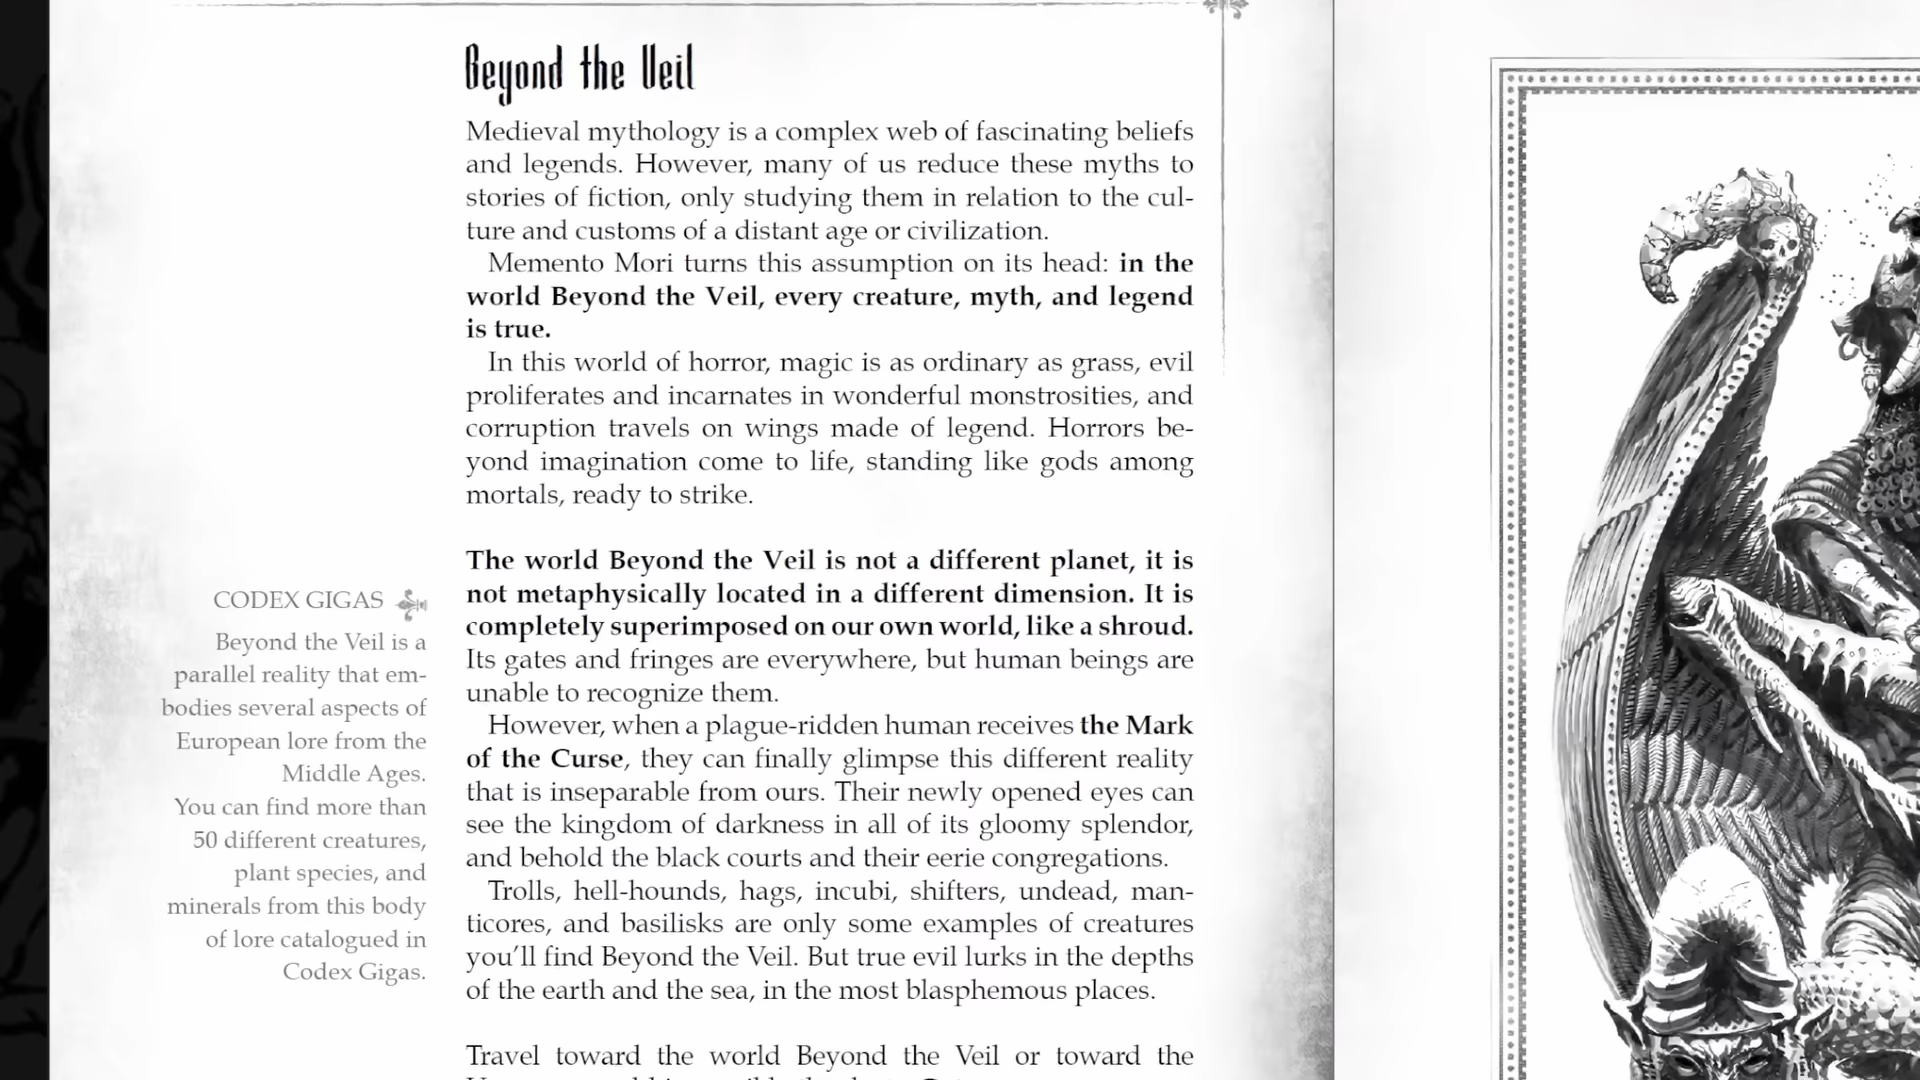 Beyond the Veil
Medieval mythology is a complex web of fascinating beliefs
and legends. However, many of us reduce these myths to
stories of fiction, only studying them in relation to the cul-
ture and customs of a distant age or civilization.
Memento Mori turns this assumption on its head: in the
world Beyond the Veil, every creature, myth, and legend
is true.
In this world of horror, magic is as ordinary as grass, evil
proliferates and incarnates in wonderful monstrosities, and
corruption travels on wings made of legend. Horrors be-
yond imagination come to life, standing like gods among
mortals, ready to strike.
The world Beyond the Veil is not a different planet, it is
not metaphysically located in a different dimension. It is
completely superimposed on our own world, like a shroud.
Its gates and fringes are everywhere, but human beings are
unable to recognize them.
However, when a plague-ridden human receives the Mark
of the Curse, they can finally glimpse this different reality
that is inseparable from ours. Their newly opened eyes can
see the kingdom of darkness in all of its gloomy splendor,
and behold the black courts and their eerie congregations.
Trolls, hell-hounds, hags, incubi, shifters, undead, man-
ticores, and basilisks are only some examples of creatures
you'll find Beyond the Veil. But true evil lurks in the depths
of the earth and the sea, in the most blasphemous places.
Travel toward the world Beyond the Veil or toward the
CODEX GIGAS
Beyond the Veil is a
parallel reality that em-
bodies several aspects of
European lore from the
Middle Ages.
You can find more than
50 different creatures,
plant species, and
minerals from this body
of lore catalogued in
Codex Gigas.